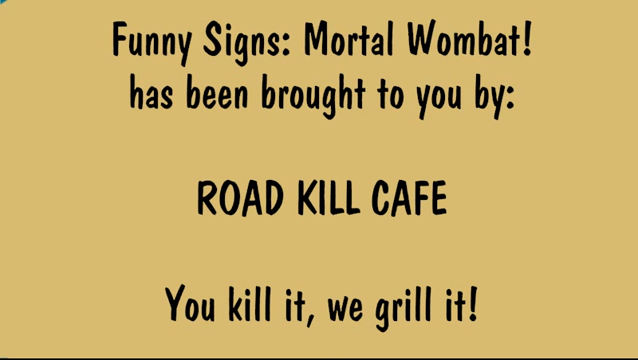 Funny Signs: Mortal Wombat!
has been brought to you by:
ROAD KILL CAFE
You kill it, we grill it!